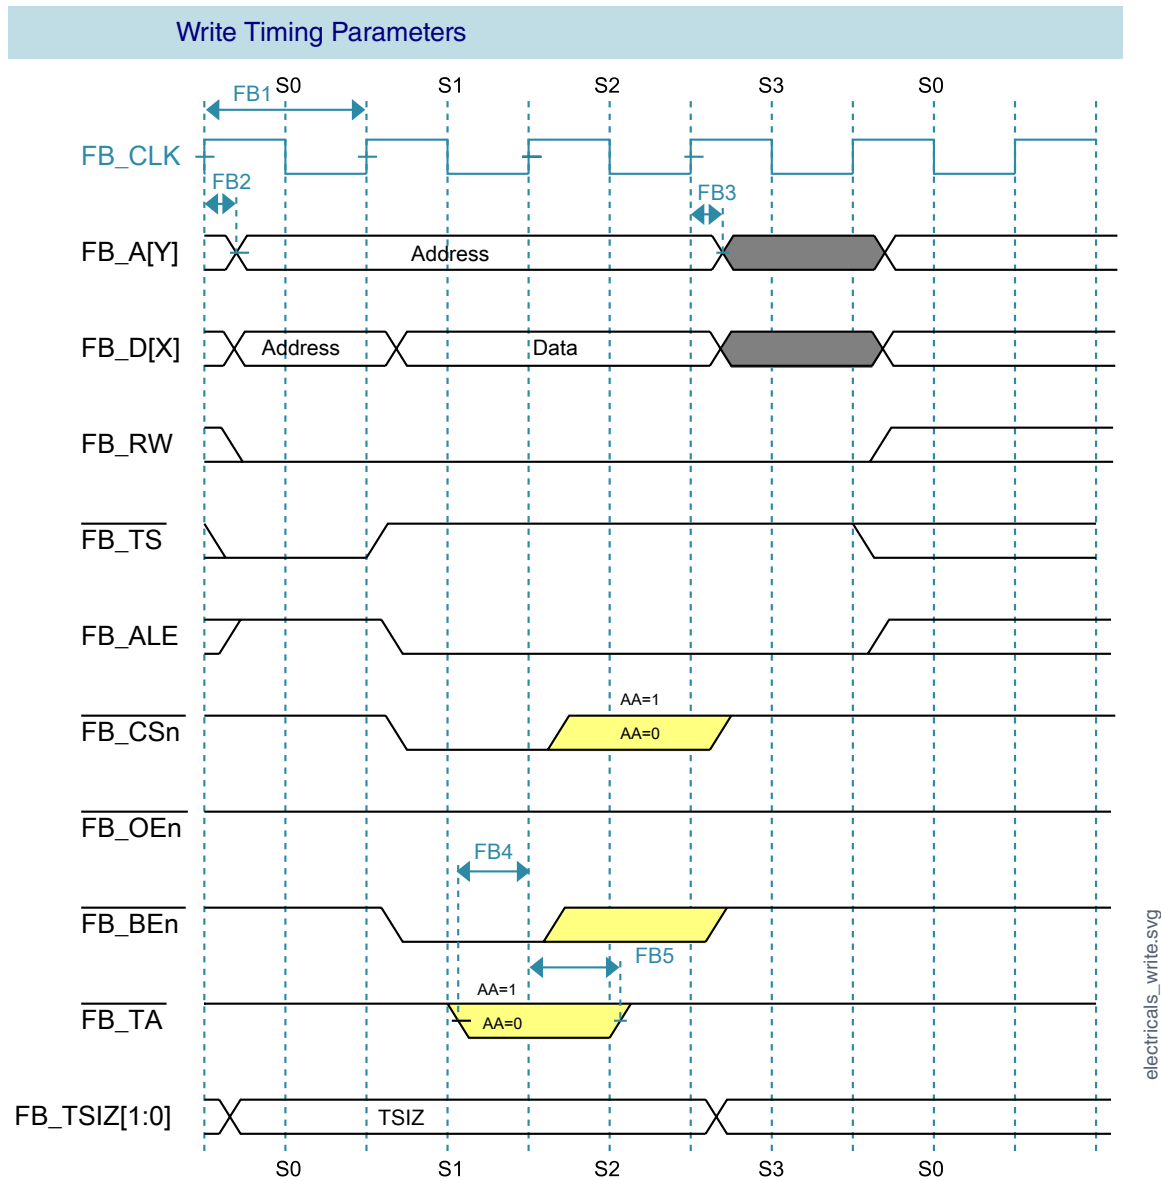 Write Timing Parameters
S0 S1 S2 S3 S0
FB1
FB_CLK
FB2
FB3
FB_A[Y]
Address
FB_D[X]
Address Data
FB_RW
FB_TS
FB_ALE
AA=1
FB_CSn
AA=0
FB_OEn
FB4
FB_BEn
FB5
AA=1
FB_TA
AA=0
FB_TSIZ[1:0]
TSIZ
S0 S1 S2 S3 S0
electricals_write.svg